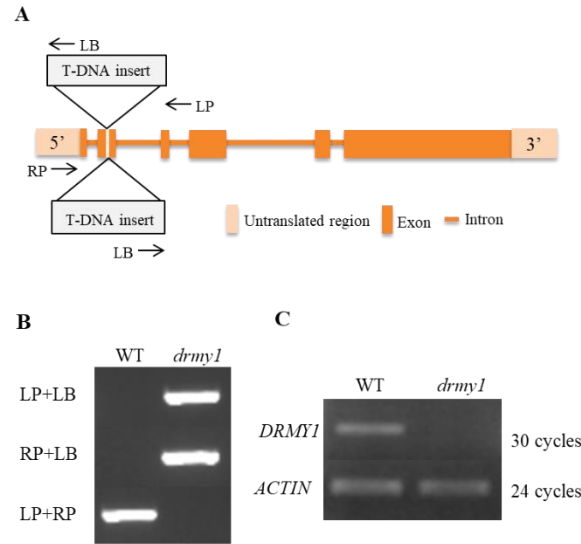 A
LB
T-DNA insert
LP
5’
3’
RP
T-DNA insert
LB
Untranslated region Exon Intron
B
WT drmy1
LP+LB
RP+LB
LP+RP
C
WT drmy1
DRMY1 30 cycles
ACTIN 24 cycles